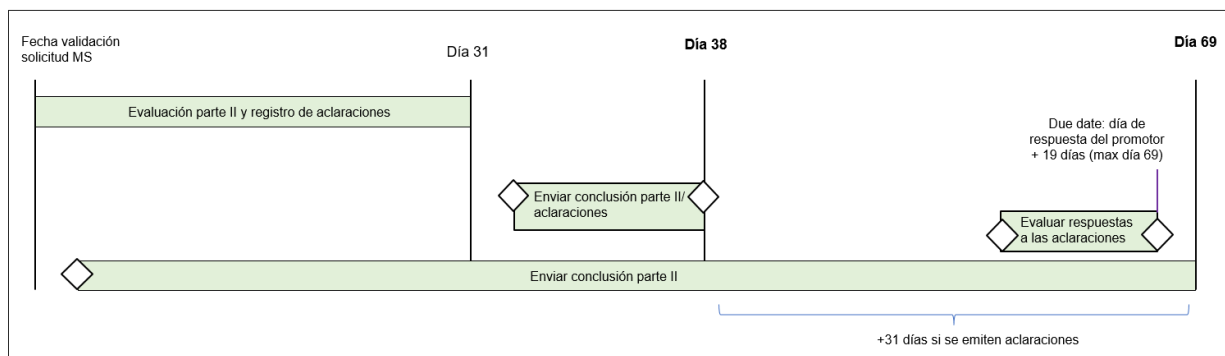 Fecha validación
solicitud MS
Día 31
Día 38
Día 69
Evaluación parte II y registro de aclaraciones
Due date: día de
respuesta del promotor
+ 19 días (max día 69)
Enviar conclusión parte II/
aclaraciones
Evaluar respuestas
a las aclaraciones
Enviar conclusión parte II
+31 días si se emiten aclaraciones